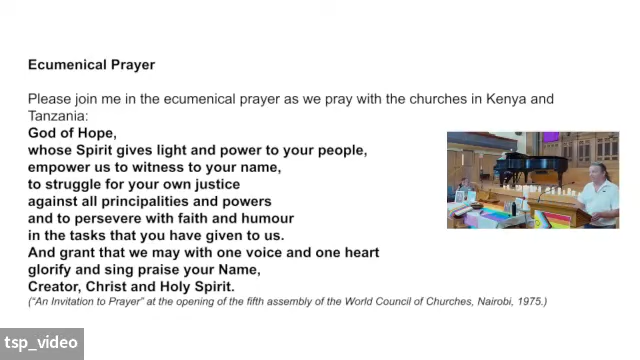 Ecumenical Prayer
Please join me in the ecumenical prayer as we pray with the churches in Kenya and
Tanzania:
God of Hope,
whose Spirit gives light and power to your people,
empower us to witness to your name,
to struggle for your own justice
against all principalities and powers
and to persevere with faith and humour
in the tasks that you have given to us.
And grant that we may with one voice and one heart
glorify and sing praise your Name,
Creator, Christ and Holy Spirit.
(“An Invitation to Prayer” at the opening of the fifth assembly of the World Council of Churches, Nairobi, 1975.)
tsp_video